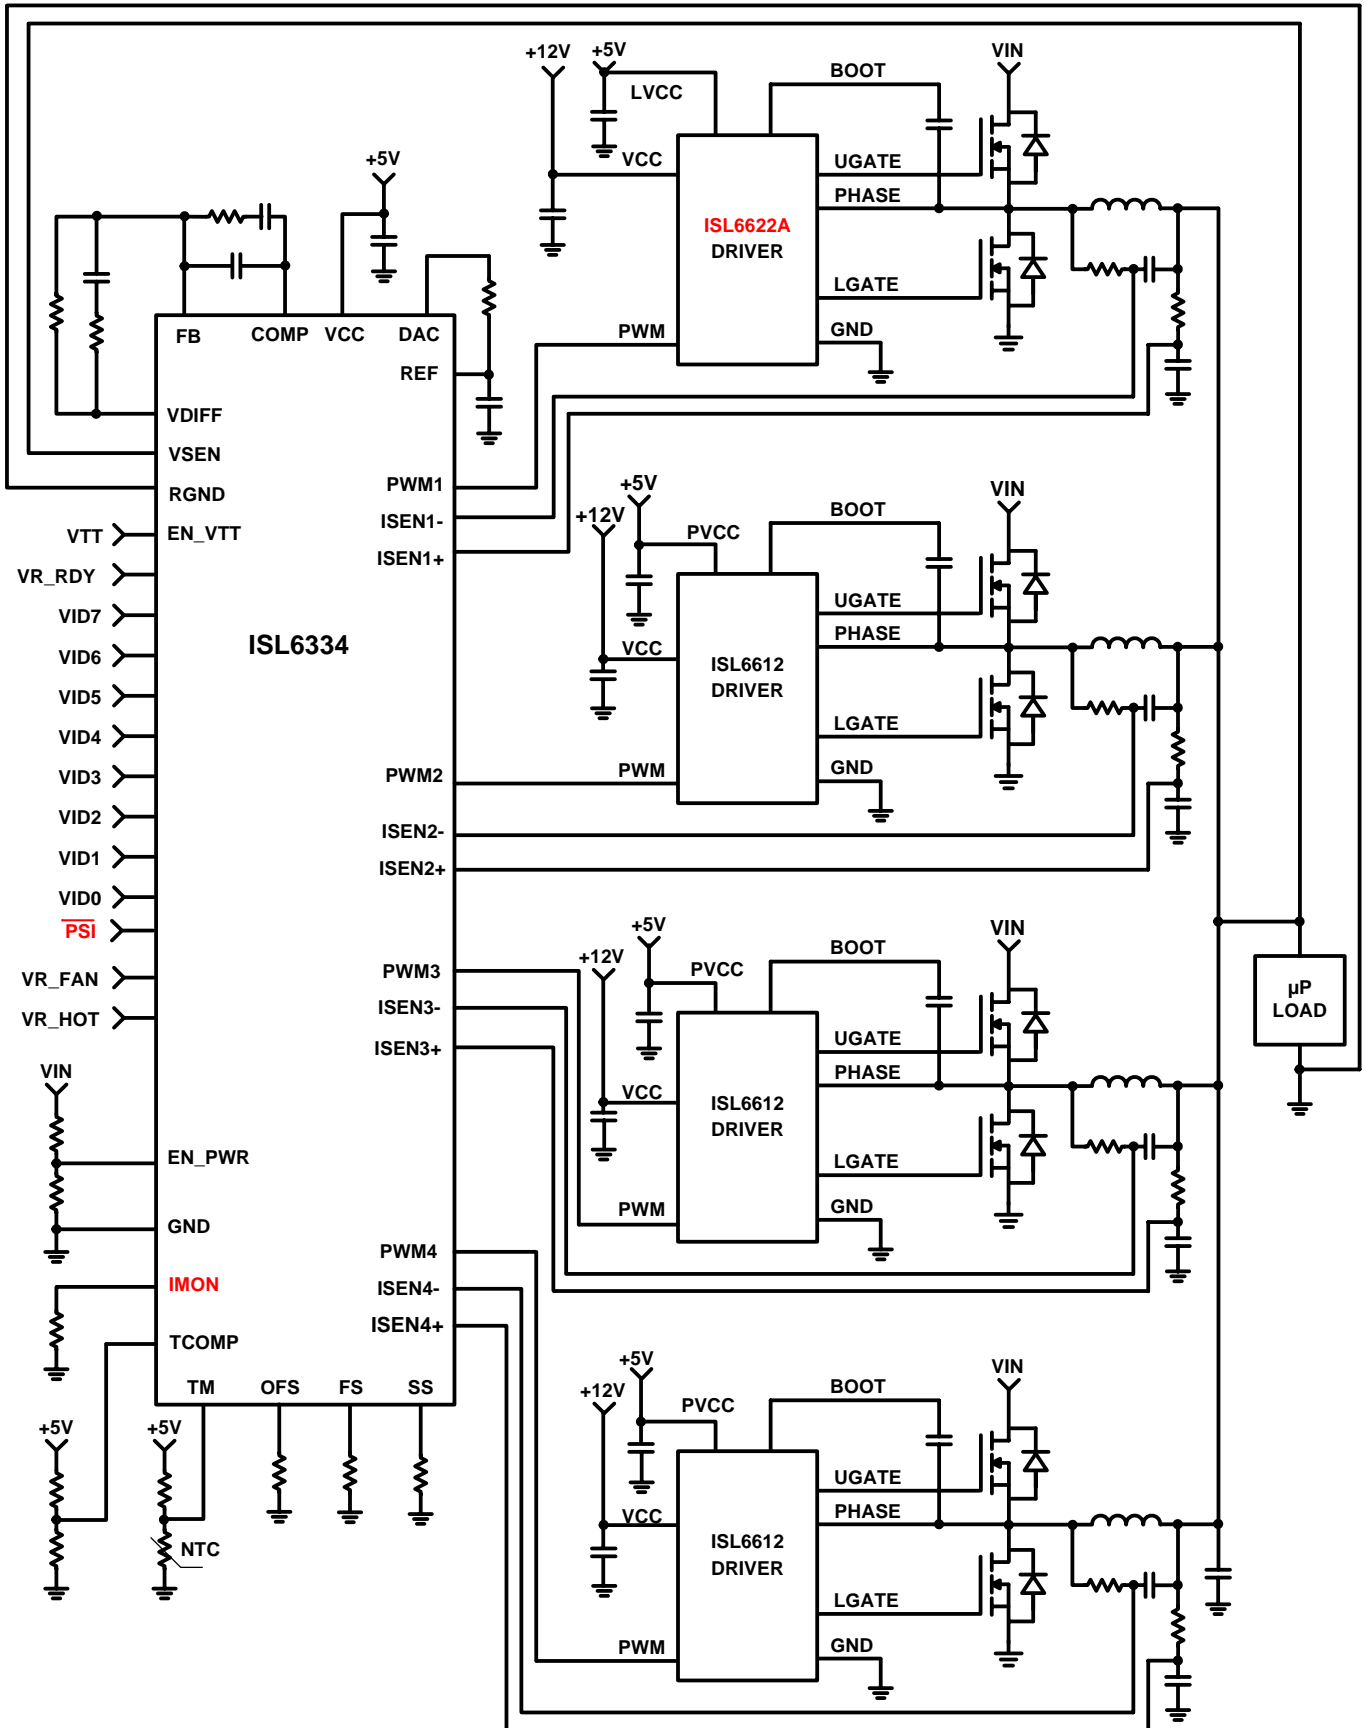 +12V
+5V
LVCC
BOOT
VIN
VCC
UGATE
PHASE
ISL6622A
DRIVER
LGATE
GND
PWM
+5V
FB
COMP
VCC
DAC
REF
VDIFF
VSEN
RGND
EN_VTT
VTT
VR_RDY
VID7
VID6
VID5
VID4
VID3
VID2
VID1
VID0
PSI
VR_FAN
VR_HOT
VIN
EN_PWR
GND
IMON
TCOMP
TM
OFS
FS
SS
+5V
+5V
NTC
ISL6334
PWM1
ISEN1-
ISEN1+
PWM2
ISEN2-
ISEN2+
PWM3
ISEN3-
ISEN3+
PWM4
ISEN4-
ISEN4+
+5V
+12V
PVCC
BOOT
VIN
VCC
UGATE
PHASE
ISL6612
DRIVER
LGATE
GND
PWM
+5V
+12V
PVCC
BOOT
VIN
VCC
UGATE
PHASE
ISL6612
DRIVER
LGATE
GND
PWM
+5V
+12V
PVCC
BOOT
VIN
VCC
UGATE
PHASE
ISL6612
DRIVER
LGATE
GND
PWM
µP
LOAD